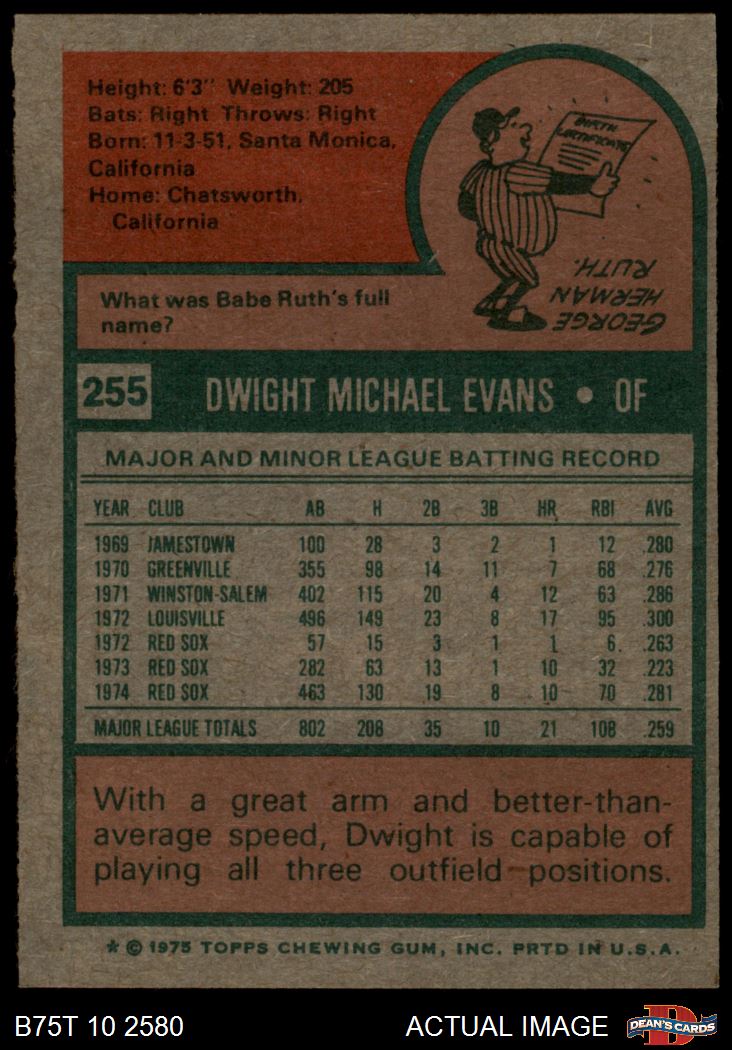 Height: 6'3" Weight: 205
Bats: Right Throws: Right
Born: 11-3-51, Santa Monica,
California
Home: Chatsworth,
California
BIRTH
CERTIFICATE
GEORGE
HERMAN
RUTH.
What was Babe Ruth's full
name?
255 DWIGHT MICHAEL EVANS • OF
MAJOR AND MINOR LEAGUE BATTING RECORD
YEAR CLUB AB H 2B 3B HR RBI AVG
1969 JAMESTOWN 100 28 3 2 1 12 .280
1970 GREENVILLE 355 98 14 11 7 68 .276
1971 WINSTON-SALEM 402 115 20 4 12 63 .286
1972 LOUISVILLE 496 149 23 8 17 95 .300
1972 RED SOX 57 15 3 1 1 6 .263
1973 RED SOX 282 63 13 1 10 32 .223
1974 RED SOX 463 130 19 8 10 70 .281
MAJOR LEAGUE TOTALS 802 208 35 10 21 108 .259
With a great arm and better-than-
average speed, Dwight is capable of
playing all three outfield positions.
* © 1975 TOPPS CHEWING GUM, INC. PRTD IN U.S.A.
B75T 10 2580 ACTUAL IMAGE DEAN'S CARDS